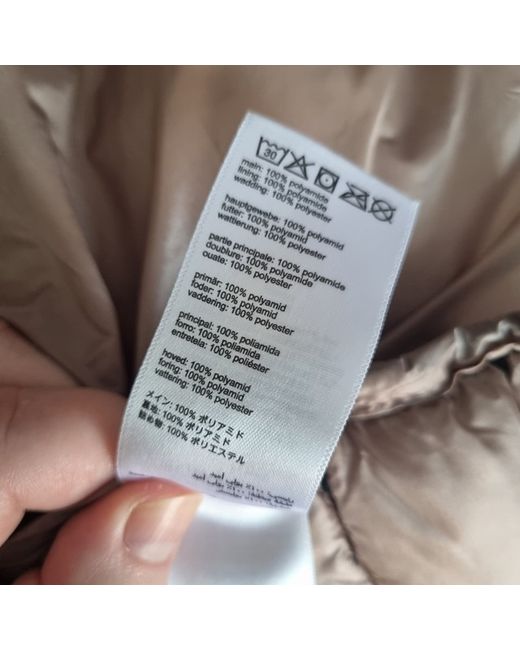 30
main: 100% polyamide
lining: 100% polyamide
wadding: 100% polyester
hauptgewebe: 100% polyamid
futter: 100% polyamid
wattierung: 100% polyester
partie principale: 100% polyamide
doublure: 100% polyamide
ouate: 100% polyester
primär: 100% polyamid
foder: 100% polyamid
vaddering: 100% polyester
principal: 100% poliamida
forro: 100% poliamida
entretela: 100% poliéster
hoved: 100% polyamid
foring: 100% polyamid
vattering: 100% polyester
メイン: 100% ポリアミド
裏地: 100% ポリアミド
詰め物: 100% ポリエステル